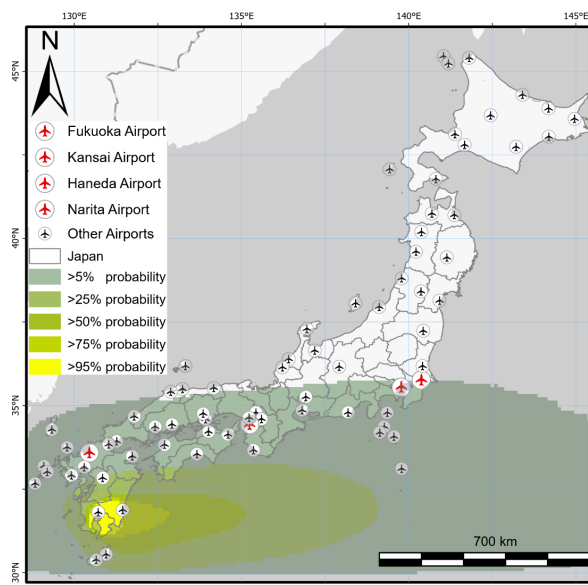 130°E 135°E 140°E 145°E
N
45°N
Fukuoka Airport
Kansai Airport
Haneda Airport
Narita Airport
Other Airports
40°N
Japan
>5% probability
>25% probability
>50% probability
>75% probability
>95% probability
35°N
700 km
30°N